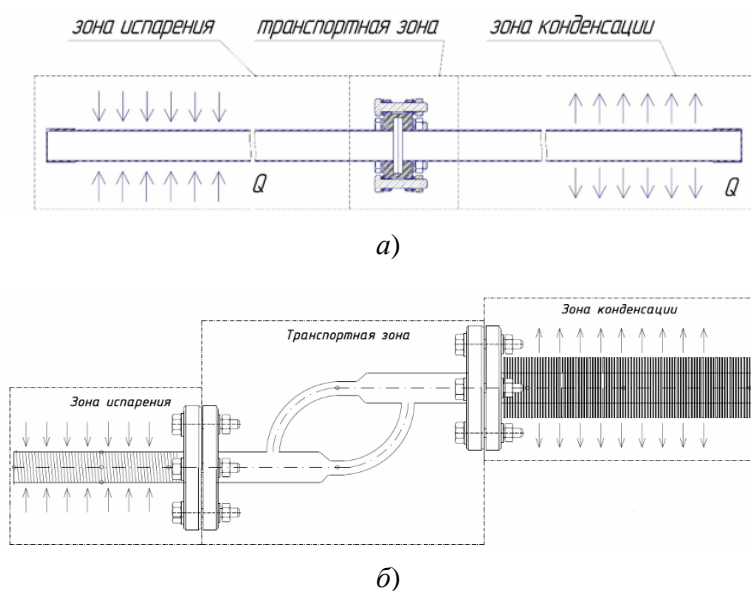 зона испарения транспортная зона зона конденсации
Q Q
а)
Зона конденсации
Транспортная зона
Зона испарения
б)